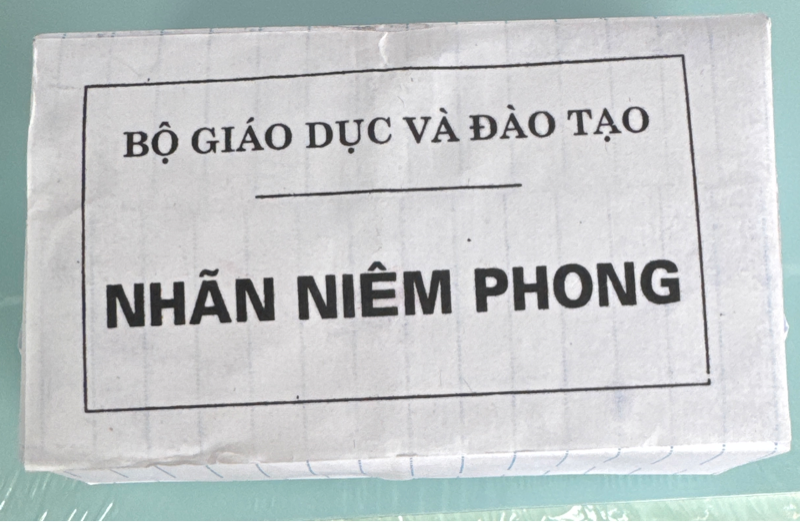 BỘ GIÁO DỤC VÀ ĐÀO TẠO
NHÃN NIÊM PHONG